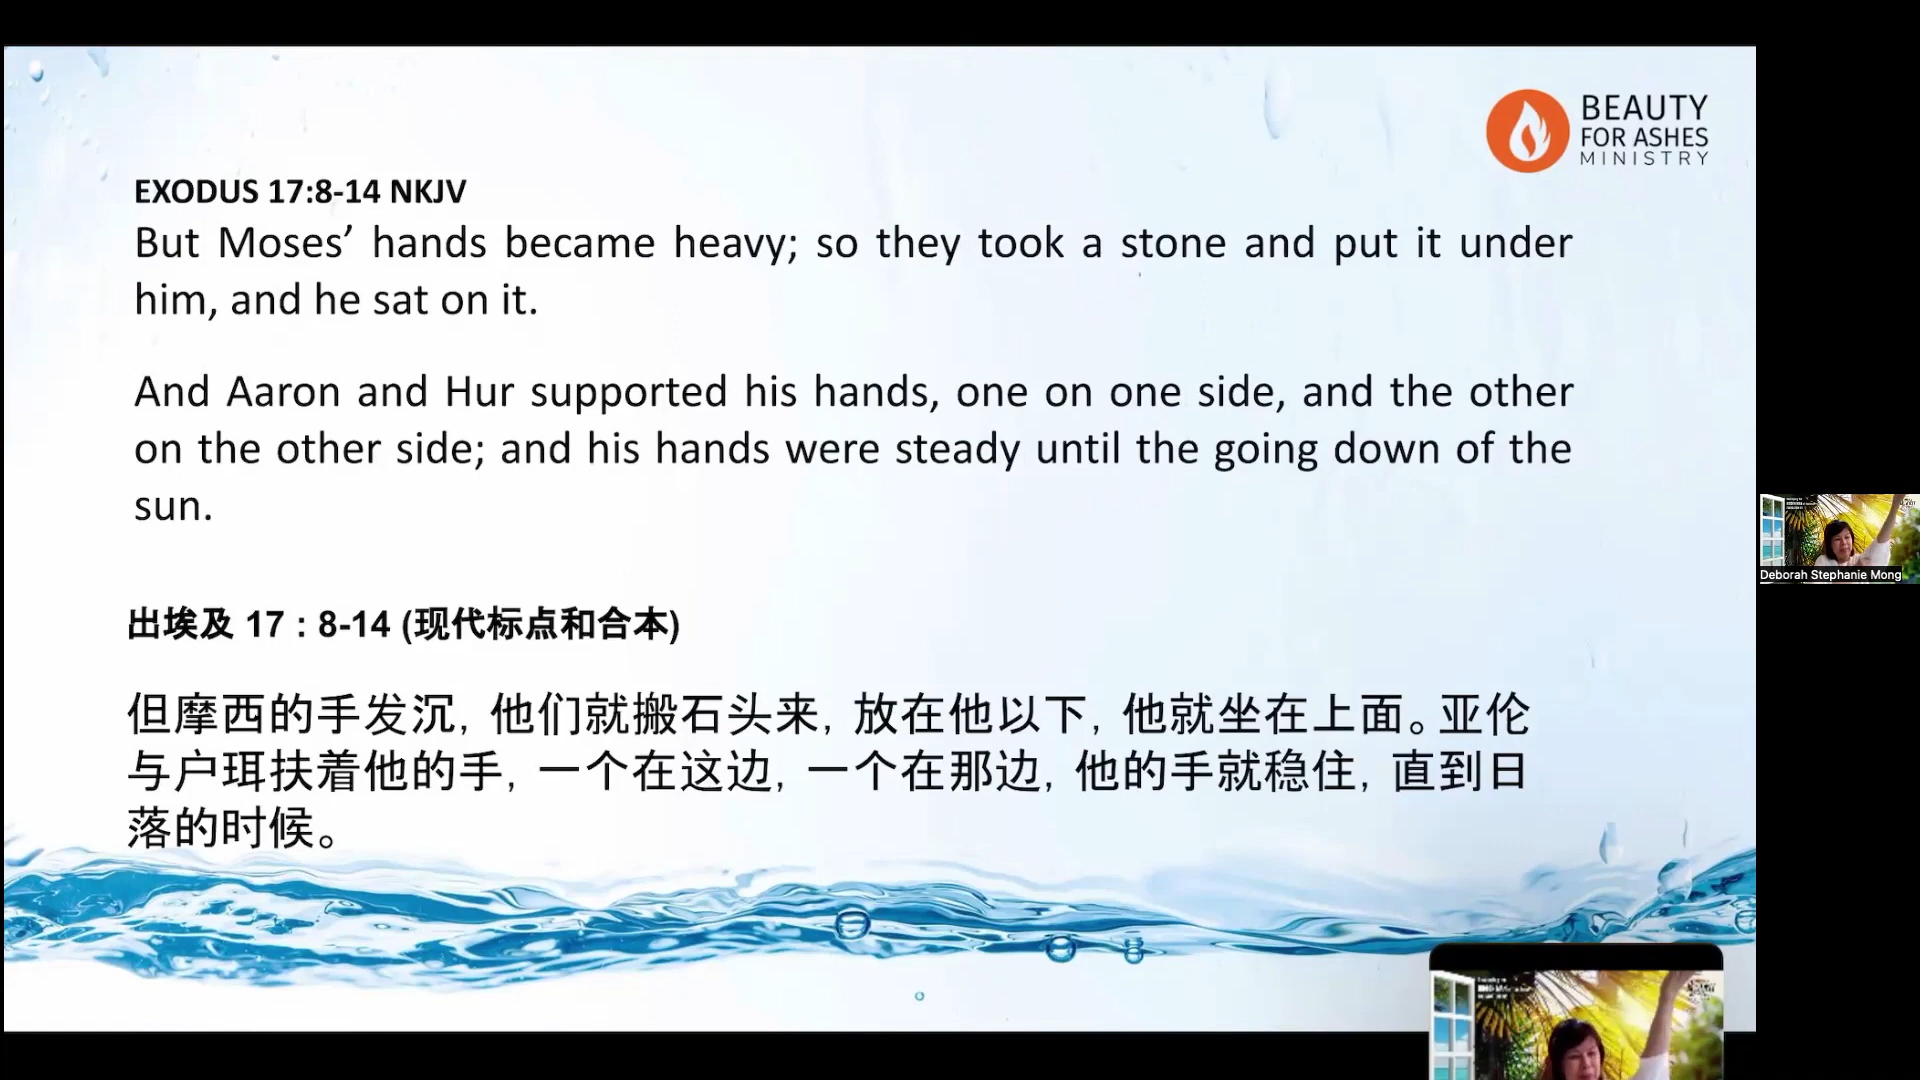 BEAUTY
FOR ASHES
MINISTRY
EXODUS 17:8-14 NKJV
But Moses’ hands became heavy; so they took a stone and put it under
him, and he sat on it.
And Aaron and Hur supported his hands, one on one side, and the other
on the other side; and his hands were steady until the going down of the
sun.
出埃及 17 : 8-14 (现代标点和合本)
但摩西的手发沉, 他们就搬石头来, 放在他以下, 他就坐在上面。亚伦
与户珥扶着他的手, 一个在这边, 一个在那边, 他的手就稳住, 直到日
落的时候。
Deborah Stephanie Mong